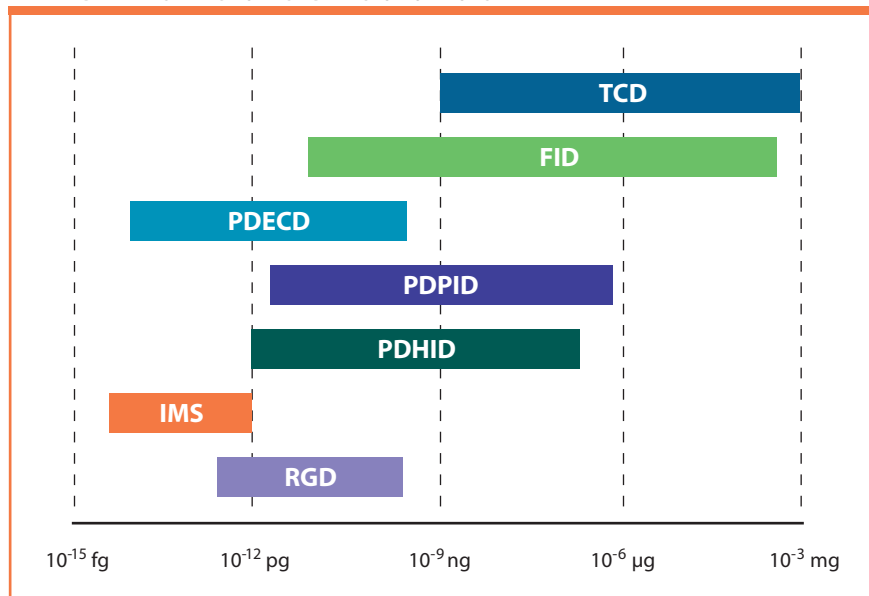 TCD
FID
PDECD
PDPID
PDHID
IMS
RGD
10⁻¹⁵ fg 10⁻¹² pg 10⁻⁹ ng 10⁻⁶ µg 10⁻³ mg